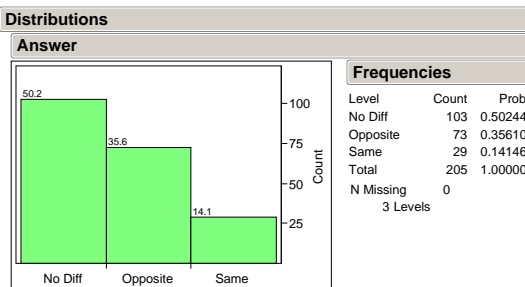 Distributions
Answer
50.2
35.6
14.1
100
75
50
25
Count
No Diff Opposite Same
Frequencies
Level Count Prob
No Diff 103 0.50244
Opposite 73 0.35610
Same 29 0.14146
Total 205 1.00000
N Missing 0
3 Levels